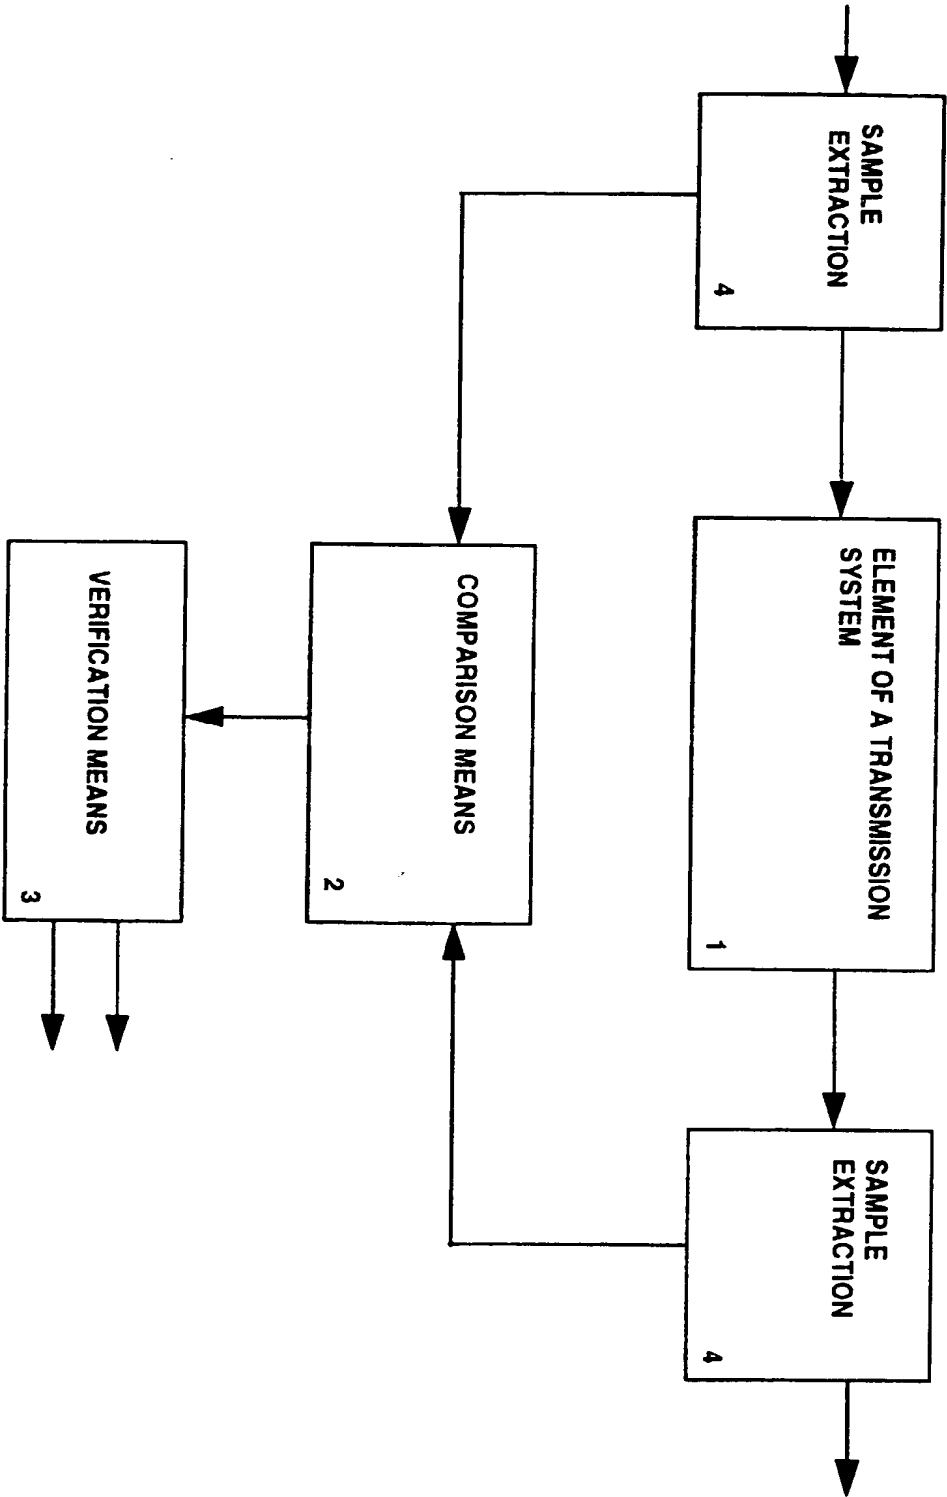 SAMPLE
EXTRACTION
4
ELEMENT OF A TRANSMISSION
SYSTEM
1
SAMPLE
EXTRACTION
4
COMPARISON MEANS
2
VERIFICATION MEANS
3